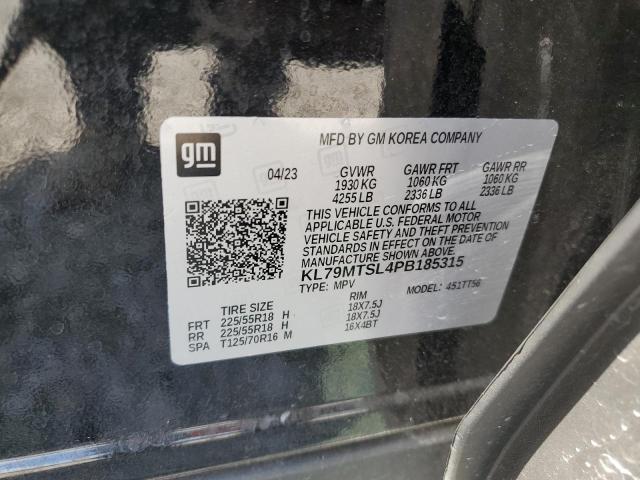 gm
MFD BY GM KOREA COMPANY
04/23 GVWR GAWR FRT GAWR RR
1930 KG 1060 KG 1060 KG
4255 LB 2336 LB 2336 LB
THIS VEHICLE CONFORMS TO ALL
APPLICABLE U.S. FEDERAL MOTOR
VEHICLE SAFETY AND THEFT PREVENTION
STANDARDS IN EFFECT ON THE DATE OF
MANUFACTURE SHOWN ABOVE.
KL79MTSL4PB185315
TYPE: MPV MODEL: 451TT56
TIRE SIZE RIM
FRT 225/55R18 H 18X7.5J
RR 225/55R18 H 18X7.5J
SPA T125/70R16 M 16X4BT